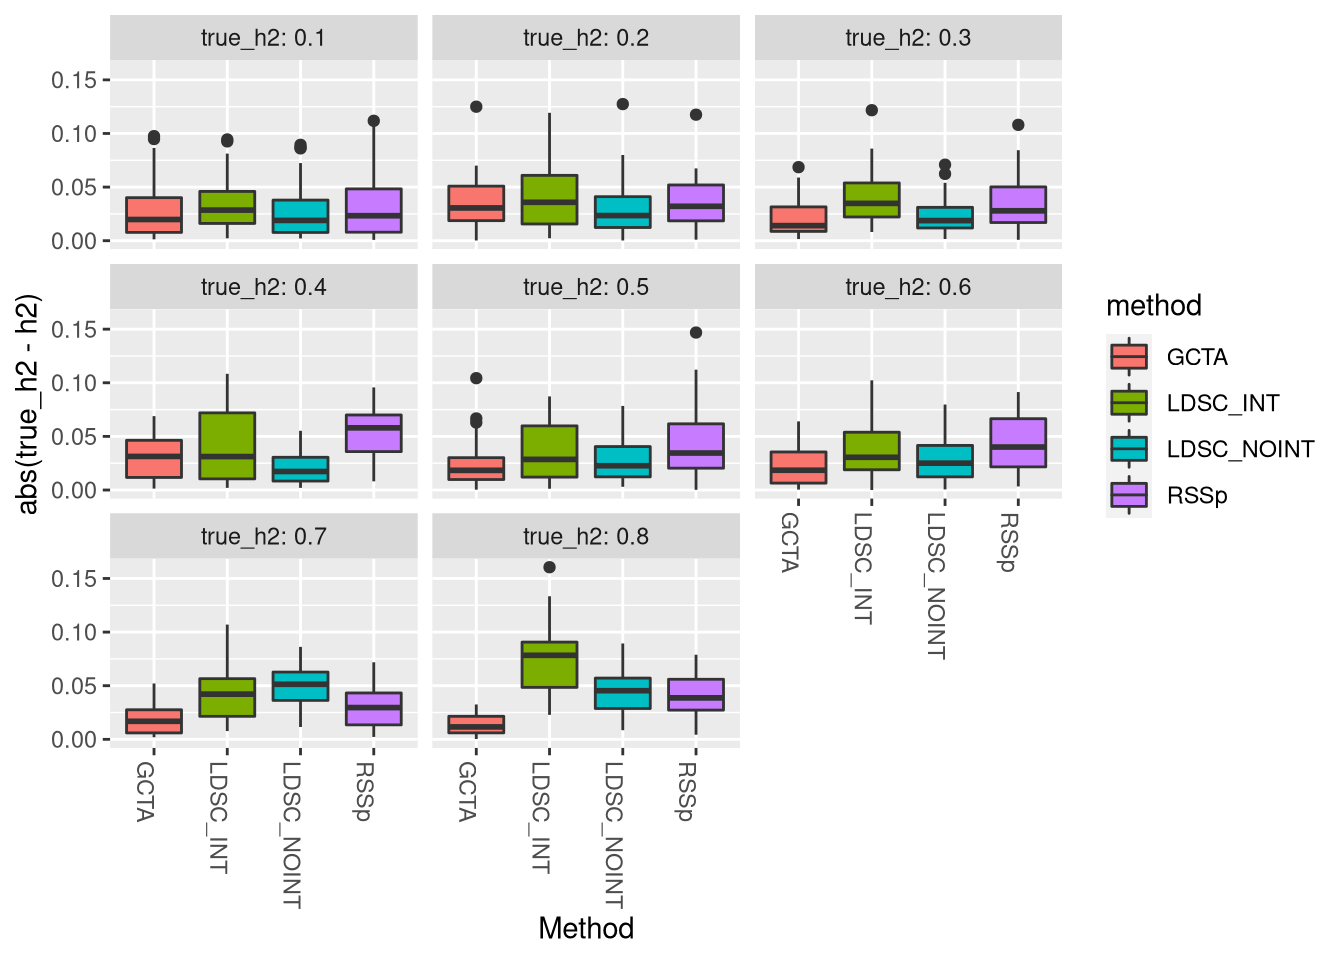 true_h2: 0.1
true_h2: 0.2
true_h2: 0.3
0.15
0.10
0.05
0.00
true_h2: 0.4
true_h2: 0.5
true_h2: 0.6
0.15
0.10
0.05
0.00
GCTA
LDSC_INT
LDSC_NOINT
RSSp
true_h2: 0.7
true_h2: 0.8
0.15
0.10
0.05
0.00
GCTA
LDSC_INT
LDSC_NOINT
RSSp
GCTA
LDSC_INT
LDSC_NOINT
RSSp
Method
abs(true_h2 - h2)
method
GCTA
LDSC_INT
LDSC_NOINT
RSSp